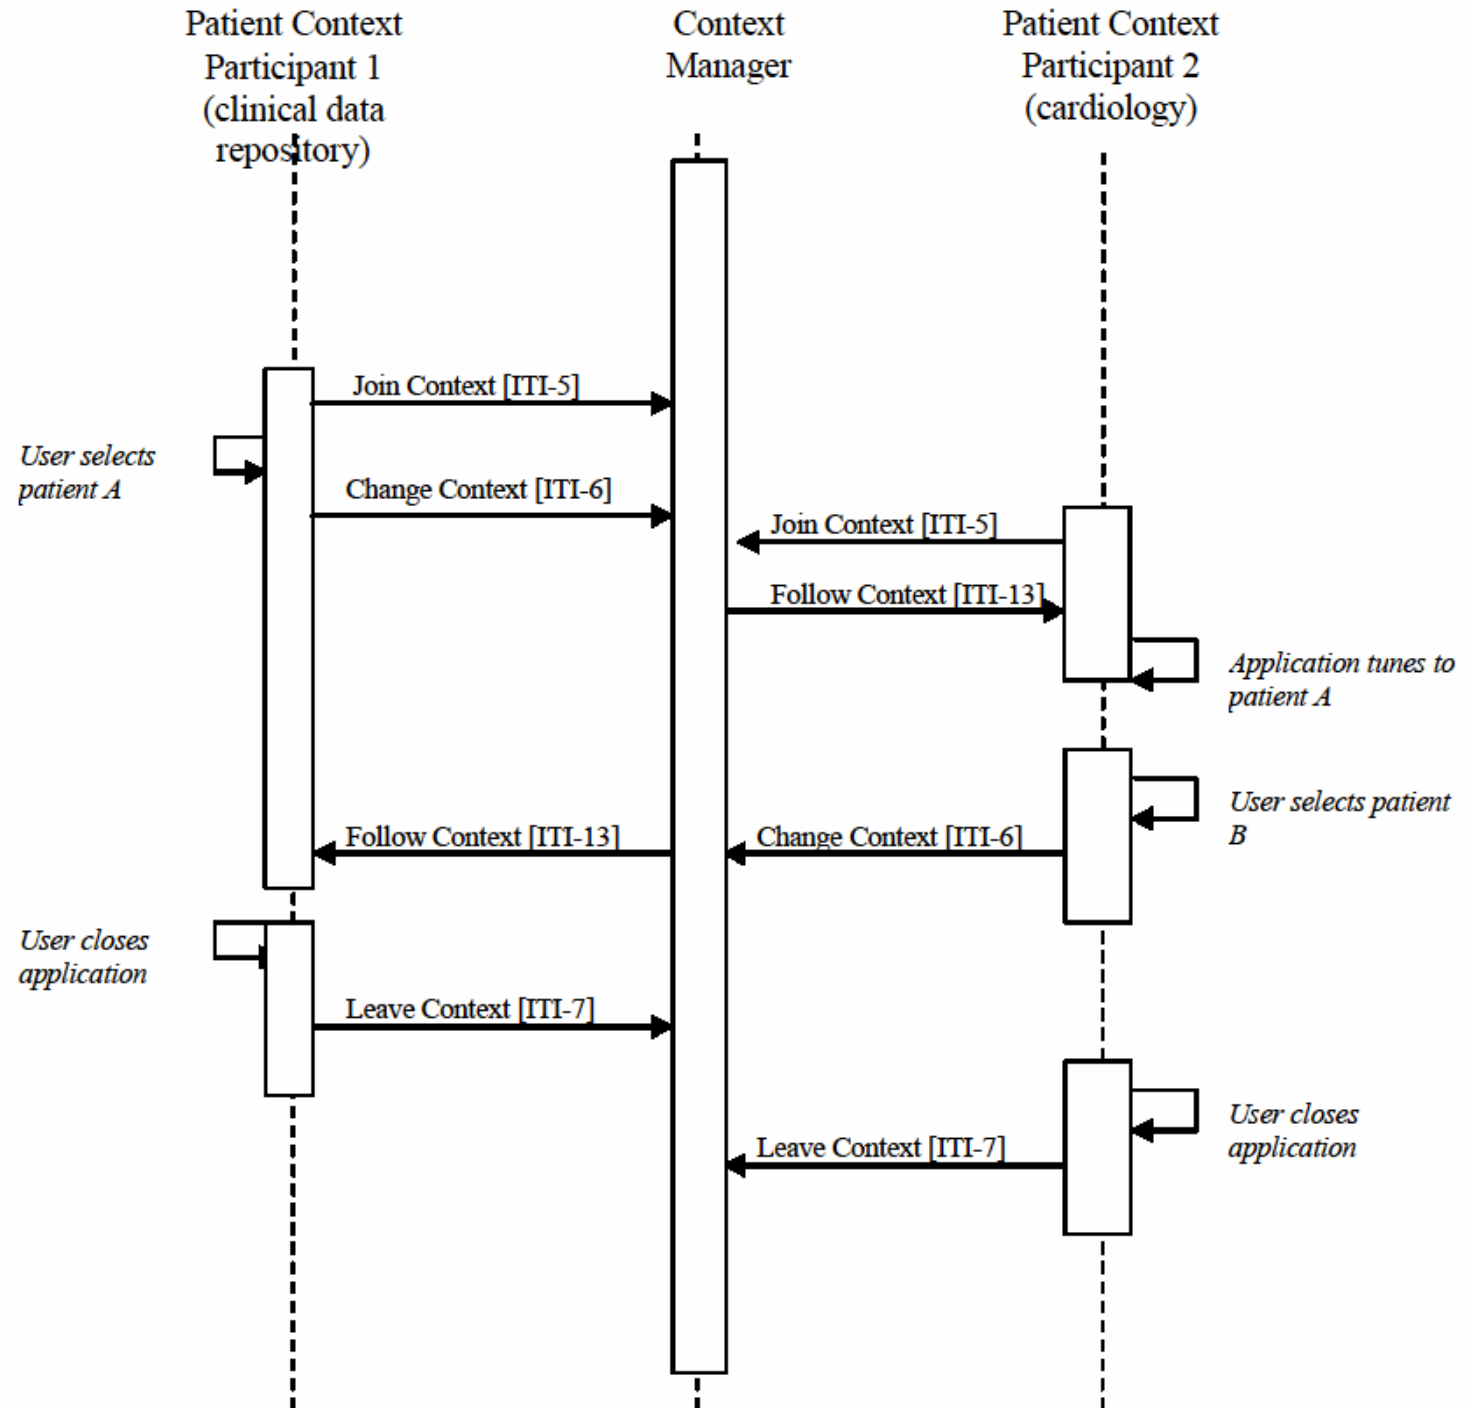 Patient Context
Participant 1
(clinical data
repository)
Context
Manager
Patient Context
Participant 2
(cardiology)
Join Context [ITI-5]
User selects
patient A
Change Context [ITI-6]
Join Context [ITI-5]
Follow Context [ITI-13]
Application tunes to
patient A
User selects patient
B
Follow Context [ITI-13]
Change Context [ITI-6]
User closes
application
Leave Context [ITI-7]
User closes
application
Leave Context [ITI-7]